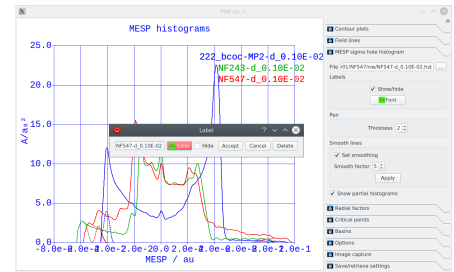 Plot no. 1
MESP histograms
25.0
20.0
15.0
10.0
5.0
0.0
A/a₀²
222_bcoc-MP2-d_0.10E-02
NF243-d_0.10E-02
NF547-d_0.10E-02
Label
NF547-d_0.10E-02
Color
Hide
Accept
Cancel
Delete
MESP / au
Contour plots
Field lines
MESP sigma hole histogram
File
Labels
Show/hide
Font
Pen
Thickness 2
Smooth lines
Set smoothing
Smooth factor 5
Apply
Show partial histograms
Radial factors
Critical points
Basins
Options
Image capture
Save/retrieve settings